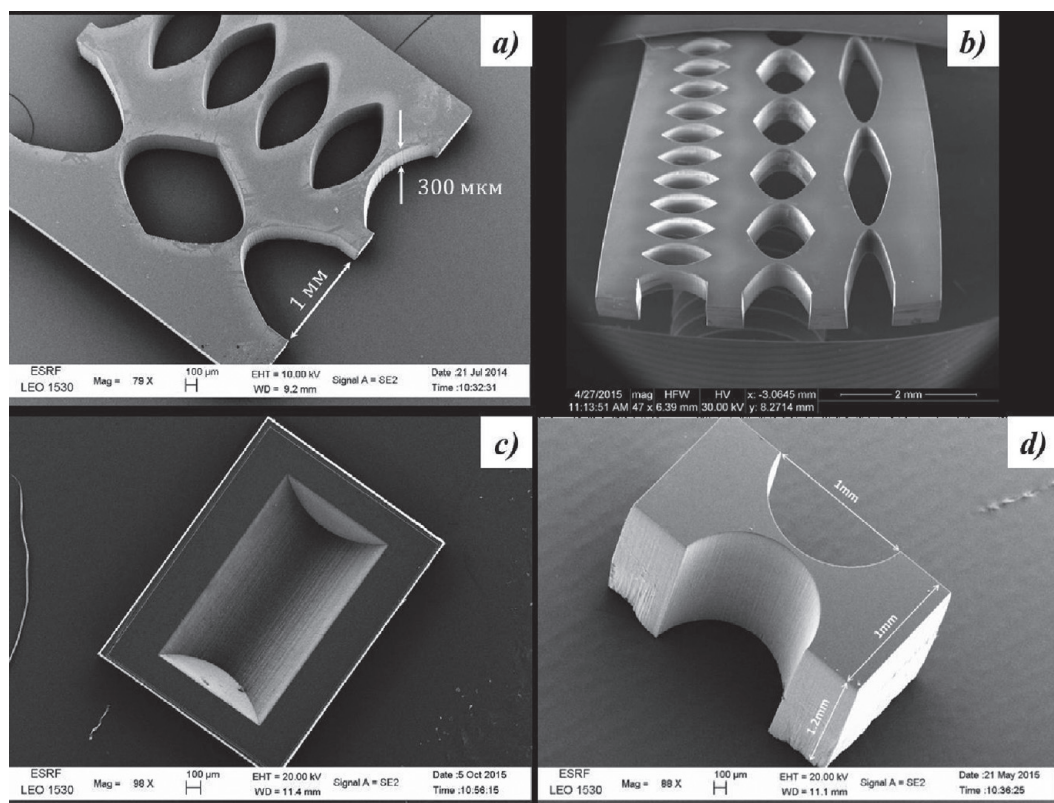 a)
300 мкм
1 мм
ESRF
LEO 1530
Mag = 79 X
100 µm
EHT = 10.00 kV
WD = 9.2 mm
Signal A = SE2
Date :21 Jul 2014
Time :10:32:31
b)
4/27/2015 mag HFW HV x: -3.0645 mm
11:13:51 AM 47 x 6.39 mm 30.00 kV y: 8.2714 mm
2 mm
c)
ESRF
LEO 1530
Mag = 98 X
100 µm
EHT = 20.00 kV
WD = 11.4 mm
Signal A = SE2
Date :5 Oct 2015
Time :10:56:15
d)
1mm
1mm
1.2mm
ESRF
LEO 1530
Mag = 88 X
100 µm
EHT = 20.00 kV
WD = 11.1 mm
Signal A = SE2
Date :21 May 2015
Time :10:36:25